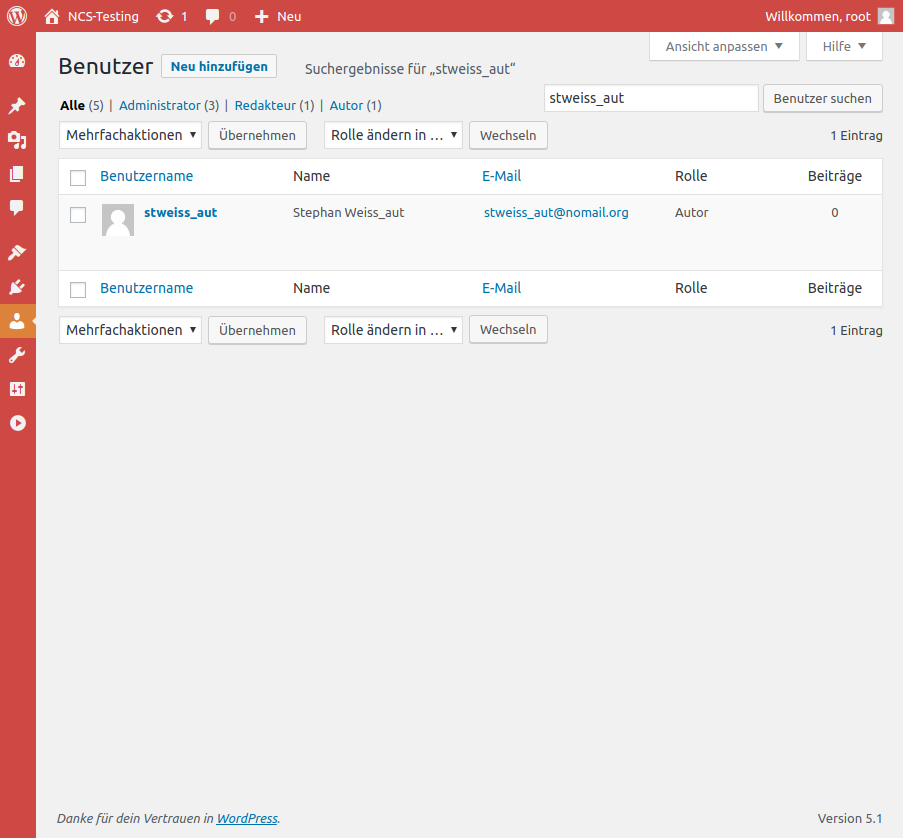 NCS-Testing 1 0 Neu Willkommen, root
Ansicht anpassen ▼ Hilfe ▼
Benutzer Neu hinzufügen Suchergebnisse für „stweiss_aut“
Alle (5) | Administrator (3) | Redakteur (1) | Autor (1) stweiss_aut Benutzer suchen
Mehrfachaktionen ▼ Übernehmen Rolle ändern in … ▼ Wechseln 1 Eintrag
Benutzername Name E-Mail Rolle Beiträge
stweiss_aut Stephan Weiss_aut stweiss_aut@nomail.org Autor 0
Benutzername Name E-Mail Rolle Beiträge
Mehrfachaktionen ▼ Übernehmen Rolle ändern in … ▼ Wechseln 1 Eintrag
Danke für dein Vertrauen in WordPress. Version 5.1